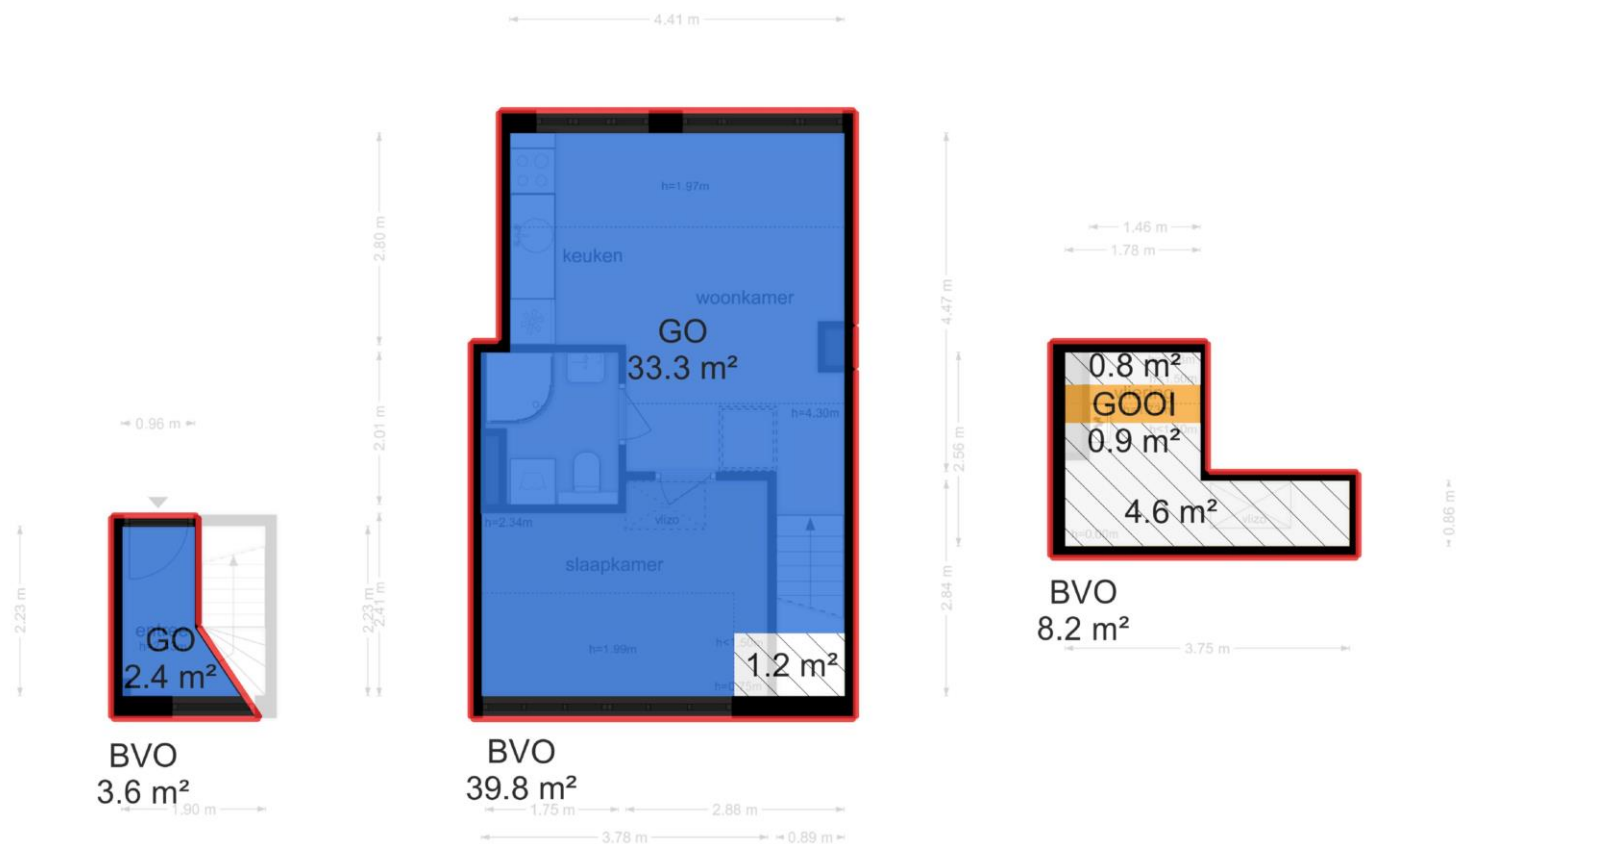 4.41 m
2.80 m
h=1.97m
keuken
woonkamer
GO
33.3 m²
4.47 m
1.46 m
1.78 m
0.8 m²
GOOI
0.9 m²
4.6 m²
vlizo
h=0.00m
BVO
8.2 m²
3.75 m
0.86 m
2.56 m
2.84 m
h=4.30m
2.01 m
0.96 m
2.23 m
GO
2.4 m²
BVO
3.6 m²
1.90 m
2.23 m
2.41 m
h=2.34m
vlizo
slaapkamer
h=1.99m
1.2 m²
BVO
39.8 m²
1.75 m
2.88 m
3.78 m
0.89 m